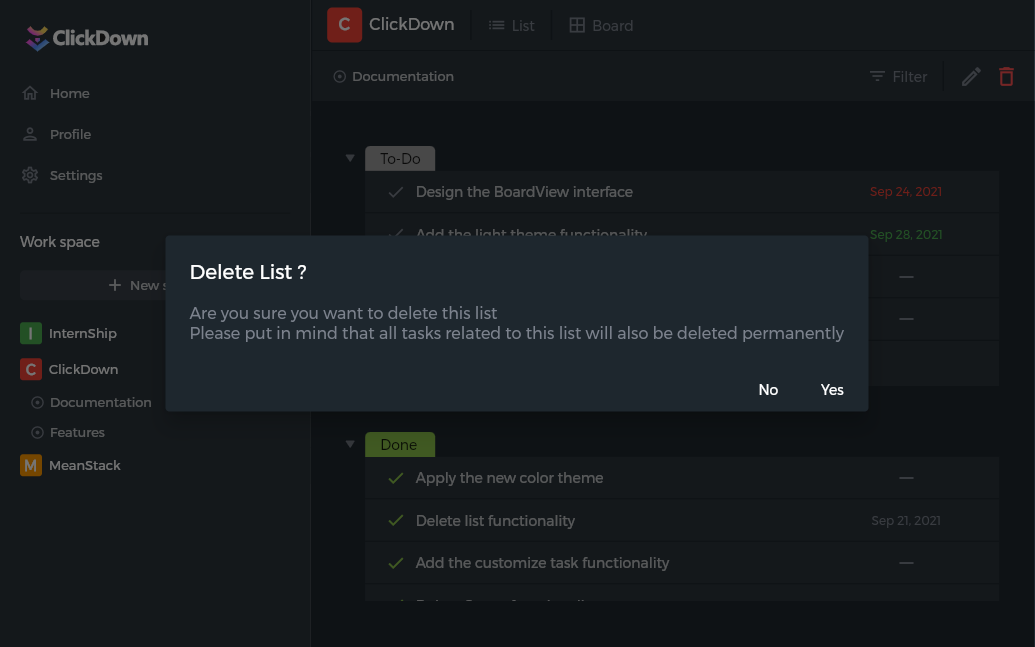 ClickDown
Home
Profile
Settings
Work space
New s
I InternShip
C ClickDown
Documentation
Features
M MeanStack
C ClickDown
List
Board
Documentation
Filter
To-Do
Design the BoardView interface Sep 24, 2021
Add the light theme functionality Sep 28, 2021
Delete List ?
Are you sure you want to delete this list
Please put in mind that all tasks related to this list will also be deleted permanently
No Yes
Done
Apply the new color theme —
Delete list functionality Sep 21, 2021
Add the customize task functionality —